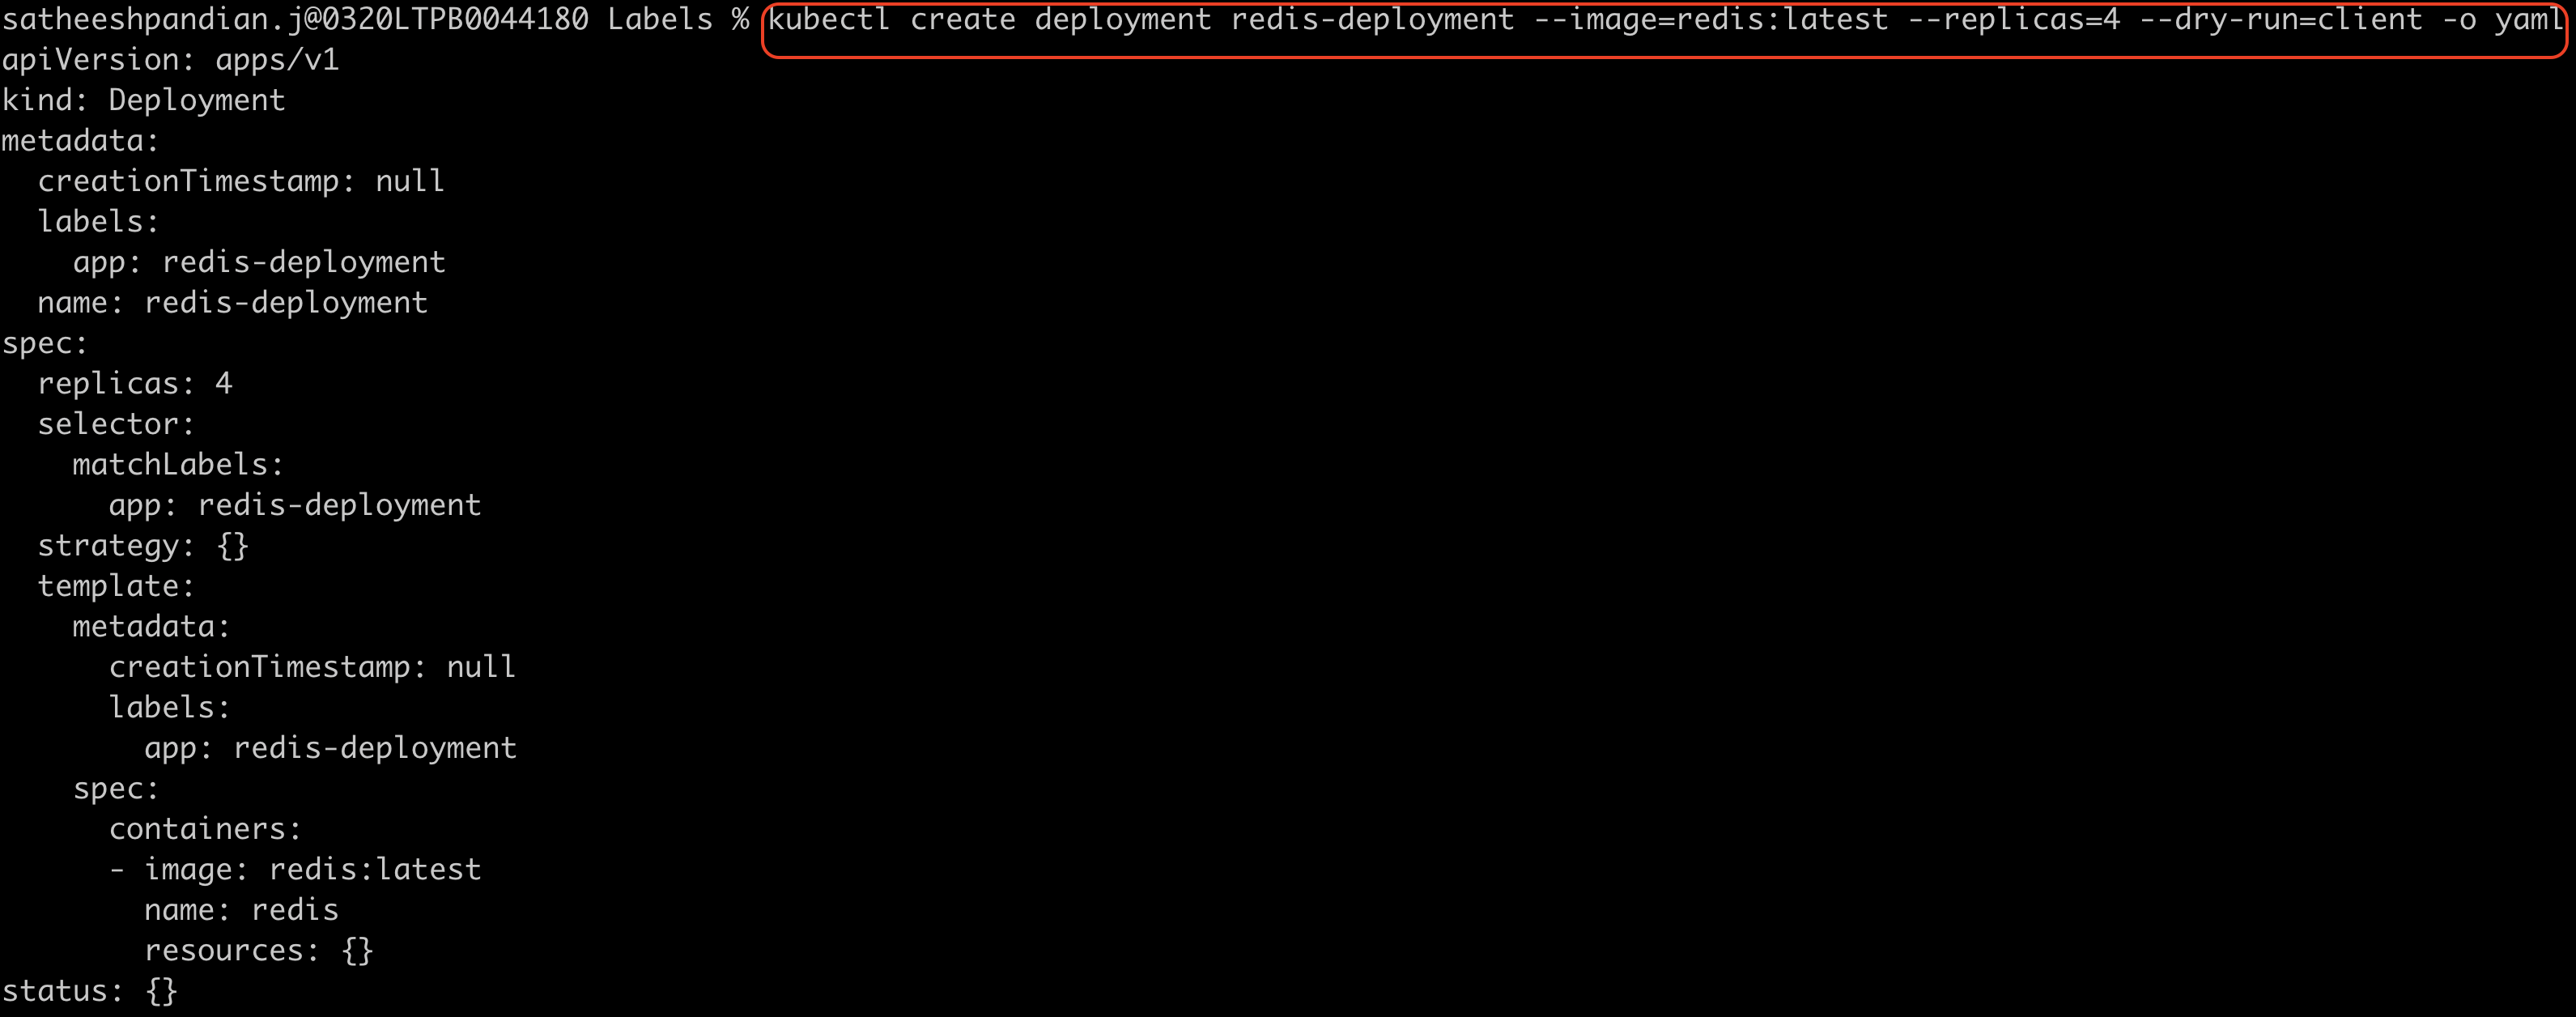 satheeshpandian.j@0320LTPB0044180 Labels % kubectl create deployment redis-deployment --image=redis:latest --replicas=4 --dry-run=client -o yaml
apiVersion: apps/v1
kind: Deployment
metadata:
  creationTimestamp: null
  labels:
    app: redis-deployment
  name: redis-deployment
spec:
  replicas: 4
  selector:
    matchLabels:
      app: redis-deployment
  strategy: {}
  template:
    metadata:
      creationTimestamp: null
      labels:
        app: redis-deployment
    spec:
      containers:
      - image: redis:latest
        name: redis
        resources: {}
status: {}